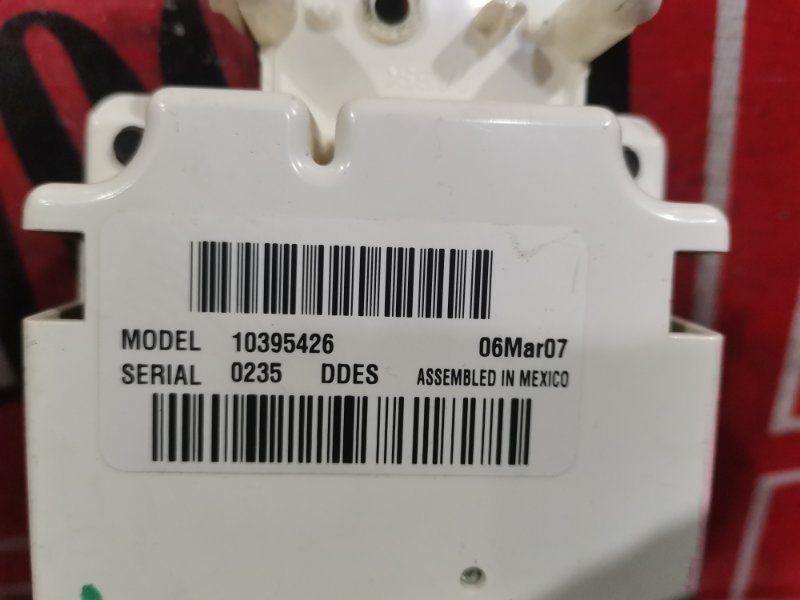 MODEL 10395426 06Mar07
SERIAL 0235 DDES ASSEMBLED IN MEXICO